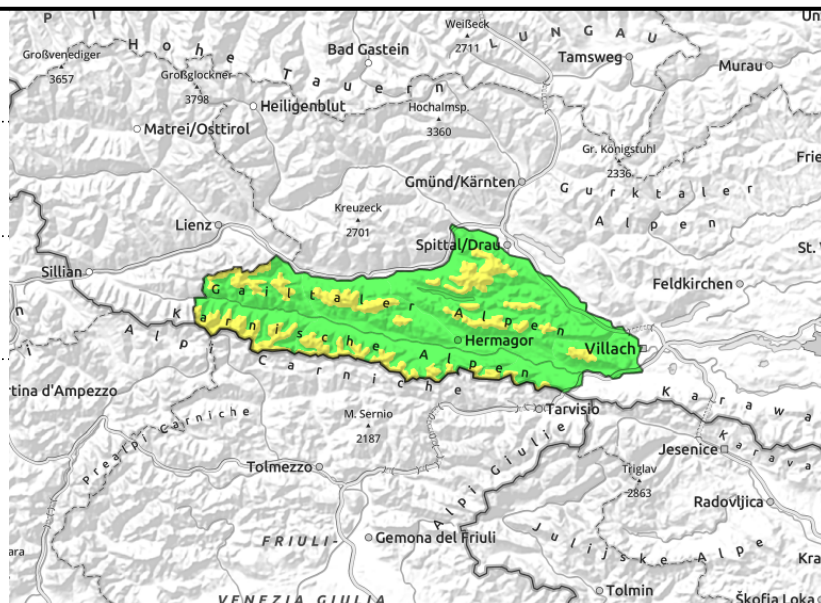 Großvenediger
3657
Hohe Tauern
Großglockner
3798
Bad Gastein
Weißeck
2711
LUNGAU
Tamsweg
Murau
Heiligenblut
Hochalmsp.
3360
Matrei/Osttirol
Gr. Königstuhl
2336
Gmünd/Kärnten
Gurktaler
Alpen
Kreuzeck
2701
Lienz
Spittal/Drau
St. V
Sillian
Feldkirchen
Gailtaler Alpen
Karnische Alpen
Hermagor
Villach
Alpi
Carniche
rtina d'Ampezzo
Karawa
Karava
Tarvisio
M. Sernio
2187
Prealpi Carniche
Jesenice
Tolmezzo
Alpi Giulie
Triglav
2863
Radovljica
FRIULI-
Gemona del Friuli
Julijske Alpe
Kra
VENEZIA GIULIA
Tolmin
Škofja Loka